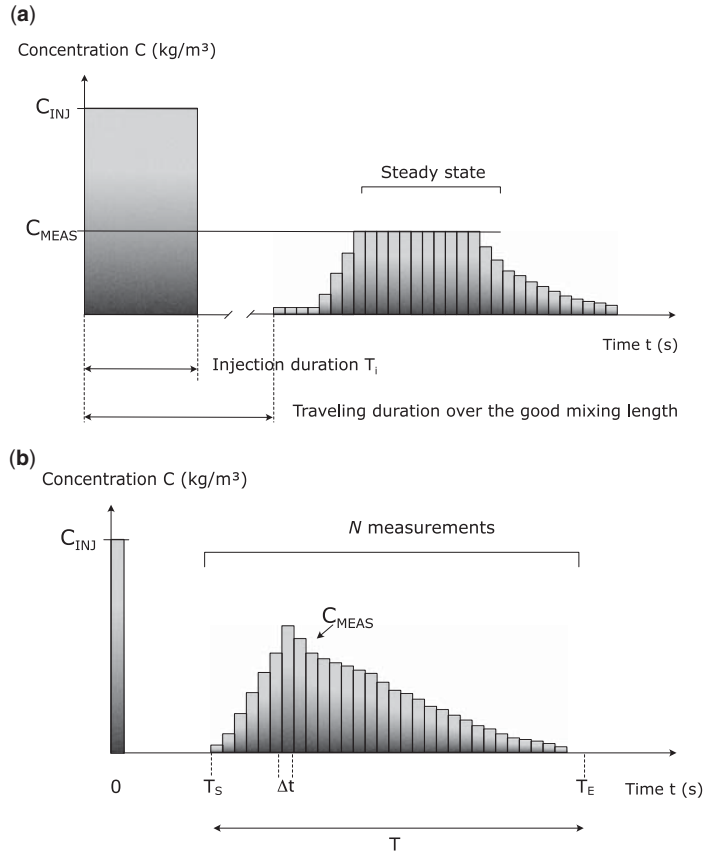 (a)
Concentration C (kg/m³)
C_INJ
Steady state
C_MEAS
Time t (s)
Injection duration T_i
Traveling duration over the good mixing length
(b)
Concentration C (kg/m³)
N measurements
C_INJ
C_MEAS
0 T_S Δt T_E Time t (s)
T